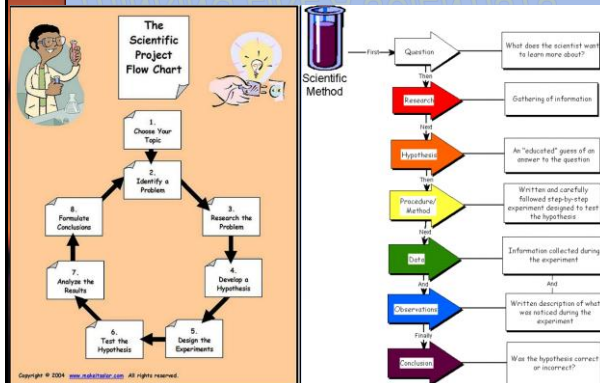 The
Scientific
Project
Flow Chart
1.
Choose Your
Topic
2.
Identify a
Problem
3.
Research the
Problem
4.
Develop a
Hypothesis
5.
Design the
Experiments
6.
Test the
Hypothesis
7.
Analyze the
Results
8.
Formulate
Conclusions
Copyright © 2004 www.makeitsolar.com All rights reserved.
Scientific
Method
First
Question
What does the scientist want
to learn more about?
Then
Research
Gathering of information
Next
Hypothesis
An "educated" guess of an
answer to the question
Then
Procedure/
Method
Written and carefully
followed step-by-step
experiment designed to test
the hypothesis
Next
Data
Information collected during
the experiment
And
And
Observations
Written description of what
was noticed during the
experiment
Finally
Conclusion
Was the hypothesis correct
or incorrect?